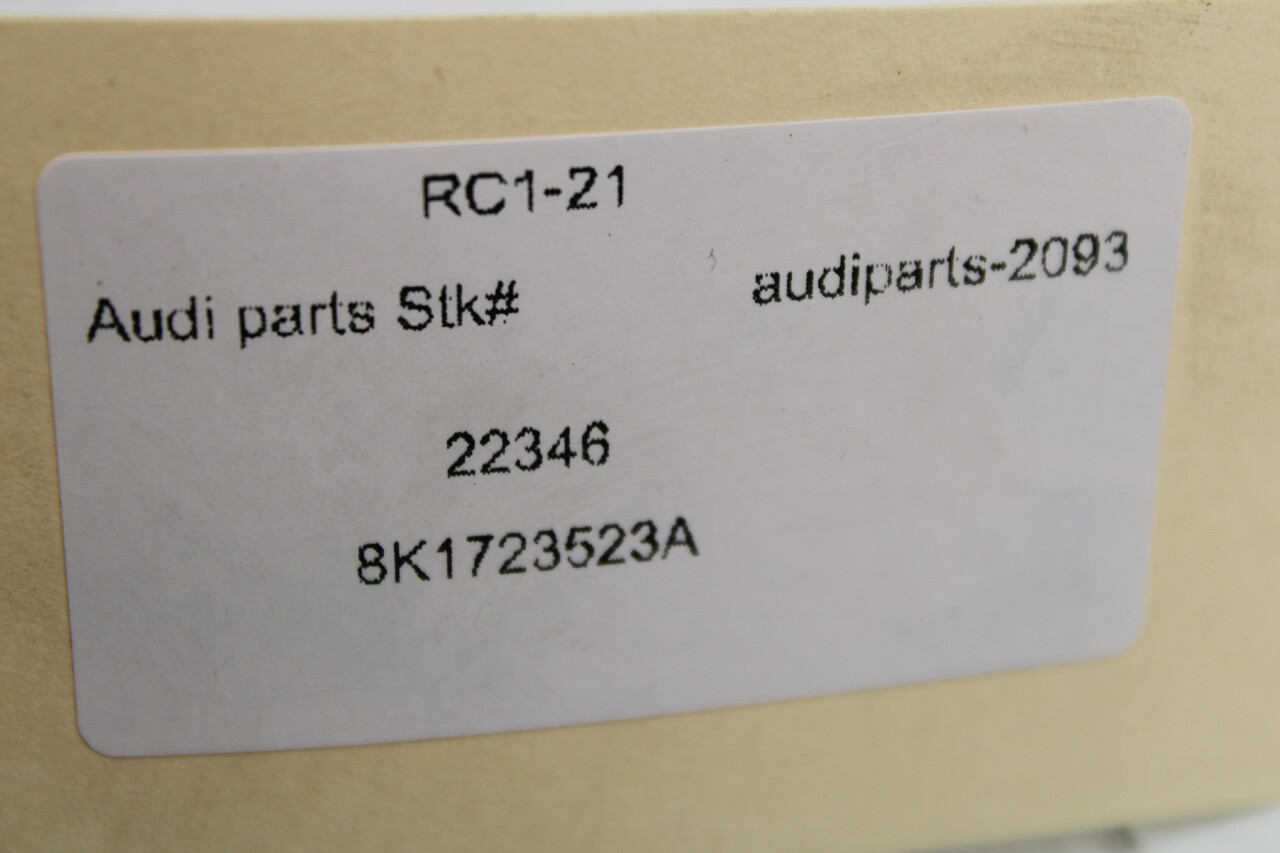 RC1-21
Audi parts Stk# audiparts-2093
22346
8K1723523A